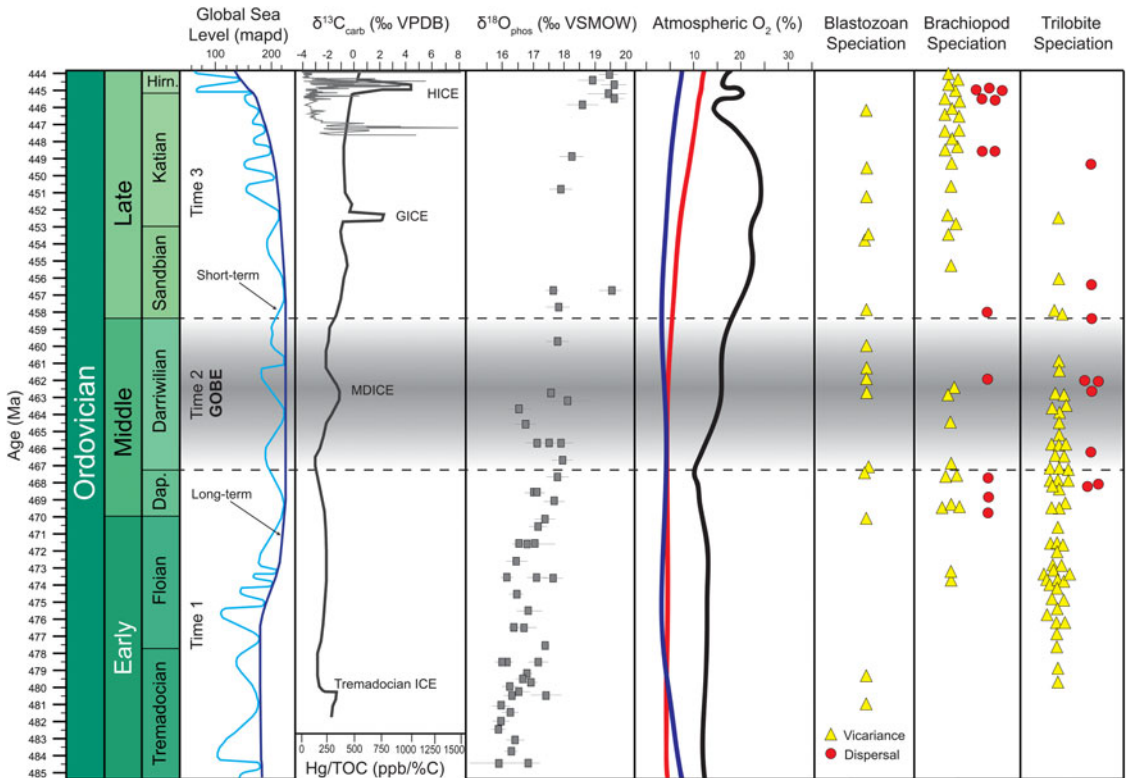 Global Sea
Level (mapd)
100 200
δ¹³Ccarb (‰ VPDB)
-4 -2 0 2 4 6 8
δ¹⁸Ophos (‰ VSMOW)
16 17 18 19 20
Atmospheric O₂ (%)
10 20 30
Blastozoan
Speciation
Brachiopod
Speciation
Trilobite
Speciation
Age (Ma)
444
445
446
447
448
449
450
451
452
453
454
455
456
457
458
459
460
461
462
463
464
465
466
467
468
469
470
471
472
473
474
475
476
477
478
479
480
481
482
483
484
485
Ordovician
Late
Middle
Early
Hirn.
Katian
Sandbian
Darriwilian
Dap.
Floian
Tremadocian
Time 3
Short-term
Time 2
GOBE
Long-term
Time 1
HICE
GICE
MDICE
Tremadocian ICE
0 250 500 750 1000 1250 1500
Hg/TOC (ppb/%C)
Vicariance
Dispersal